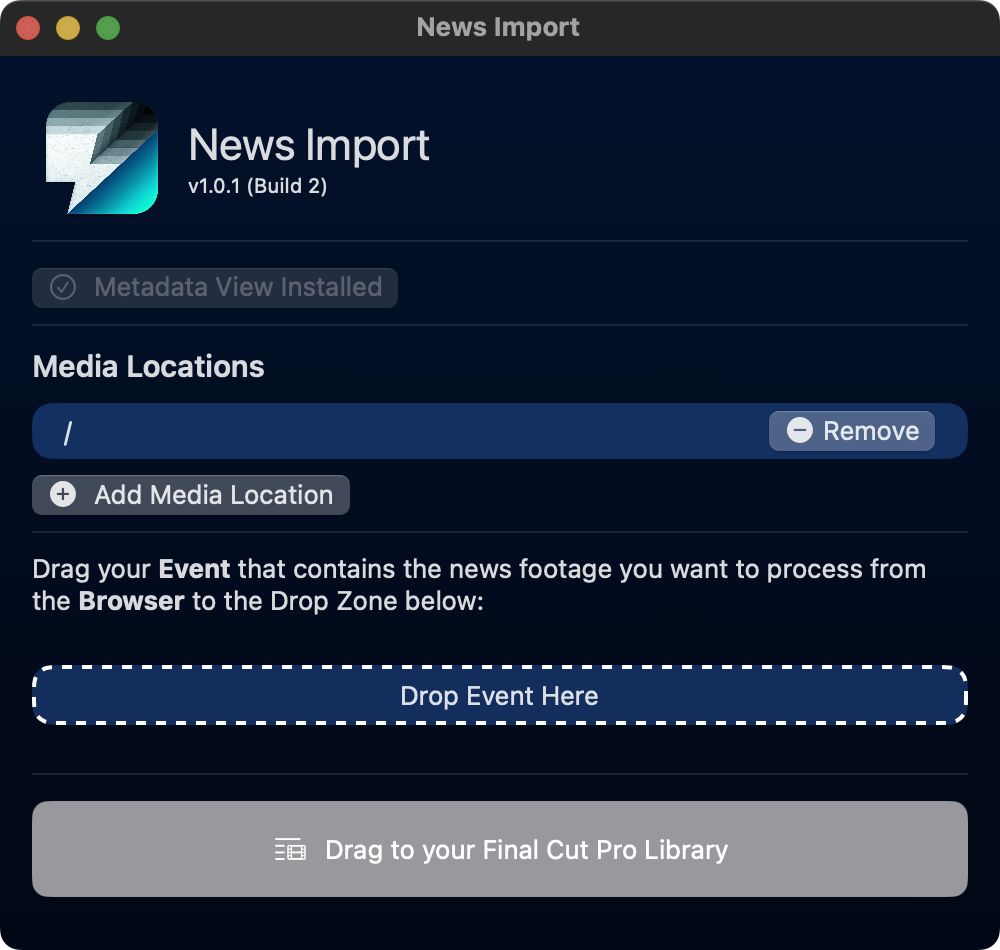 News Import
News Import
v1.0.1 (Build 2)
Metadata View Installed
Media Locations
/
Remove
Add Media Location
Drag your Event that contains the news footage you want to process from
the Browser to the Drop Zone below:
Drop Event Here
Drag to your Final Cut Pro Library